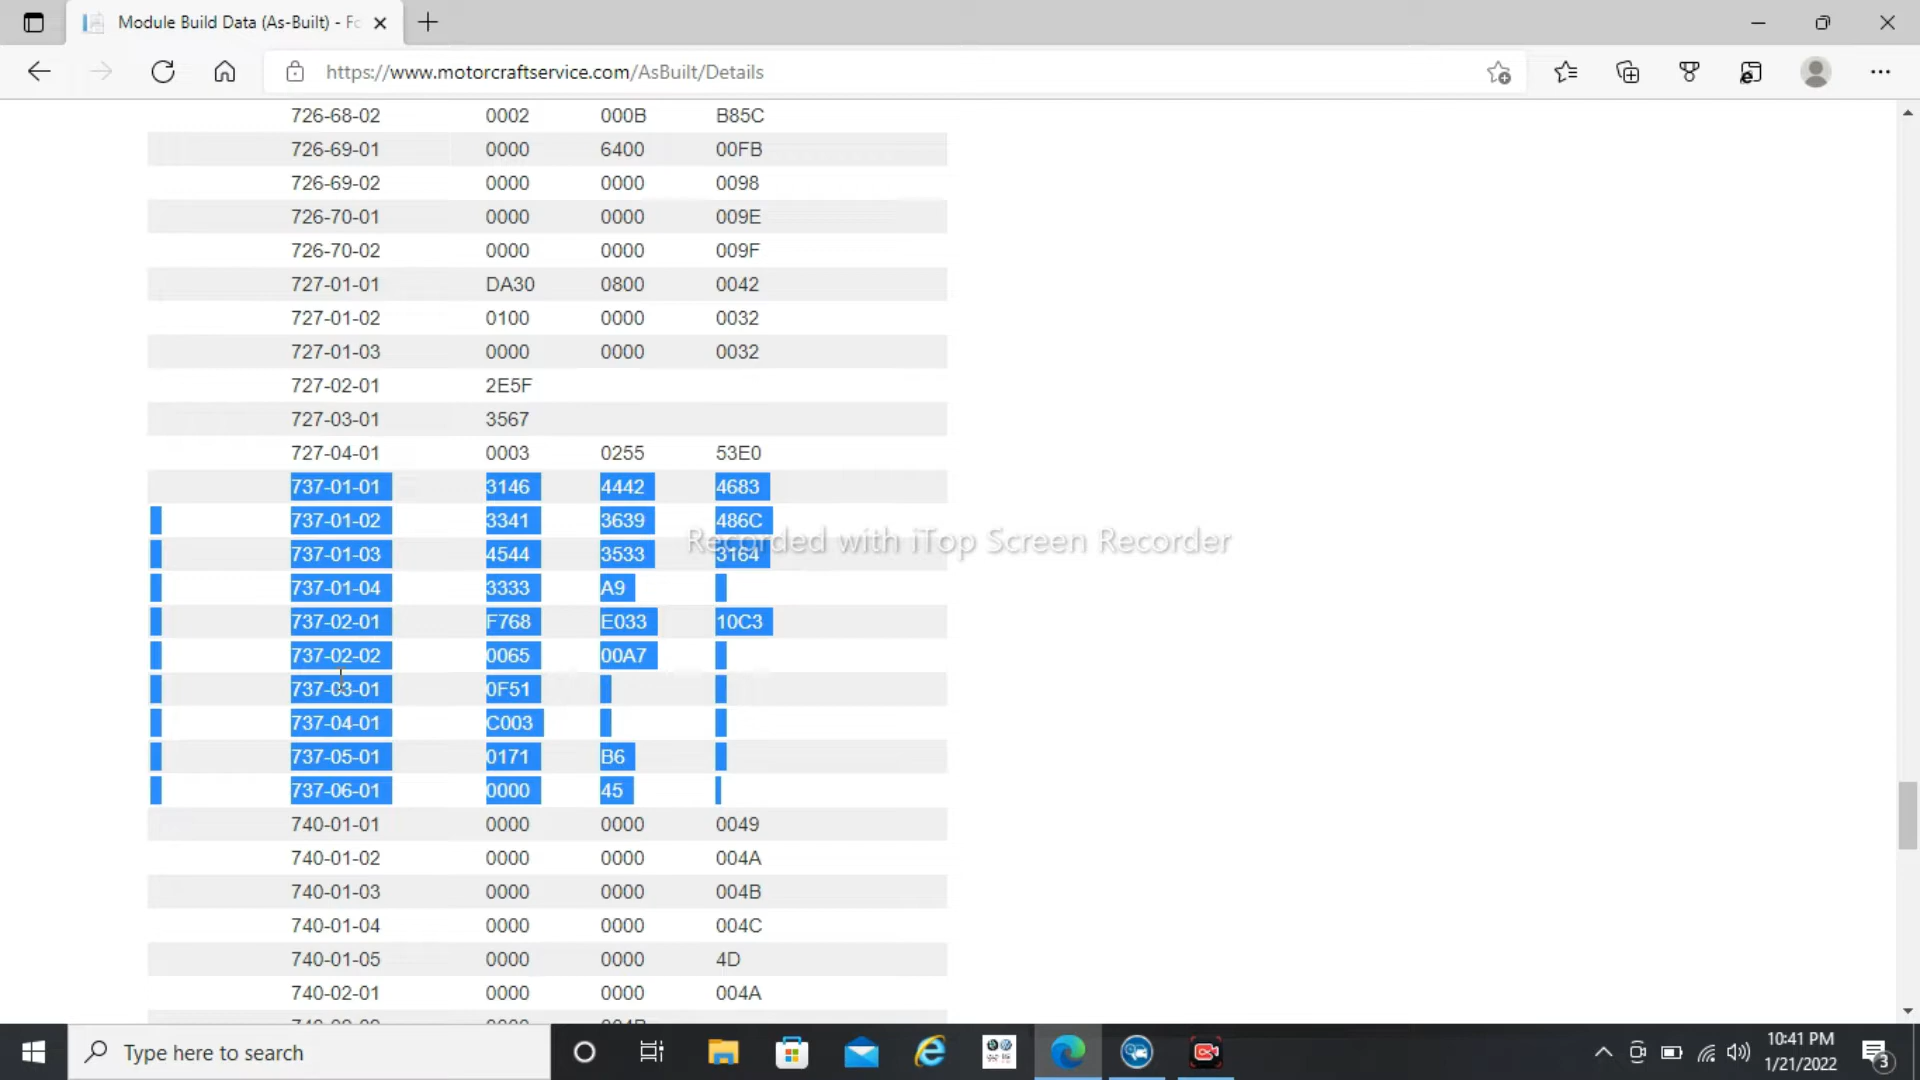 Module Build Data (As-Built) - Fo
https://www.motorcraftservice.com/AsBuilt/Details
726-68-02 0002 000B B85C
726-69-01 0000 6400 00FB
726-69-02 0000 0000 0098
726-70-01 0000 0000 009E
726-70-02 0000 0000 009F
727-01-01 DA30 0800 0042
727-01-02 0100 0000 0032
727-01-03 0000 0000 0032
727-02-01 2E5F
727-03-01 3567
727-04-01 0003 0255 53E0
737-01-01 3146 4442 4683
737-01-02 3341 3639 486C
Recorded with iTop Screen Recorder
737-01-03 4544 3533 3164
737-01-04 3333 A9
737-02-01 F768 E033 10C3
737-02-02 0065 00A7
737-03-01 0F51
737-04-01 C003
737-05-01 0171 B6
737-06-01 0000 45
740-01-01 0000 0000 0049
740-01-02 0000 0000 004A
740-01-03 0000 0000 004B
740-01-04 0000 0000 004C
740-01-05 0000 0000 4D
740-02-01 0000 0000 004A
Type here to search
10:41 PM
1/21/2022
3